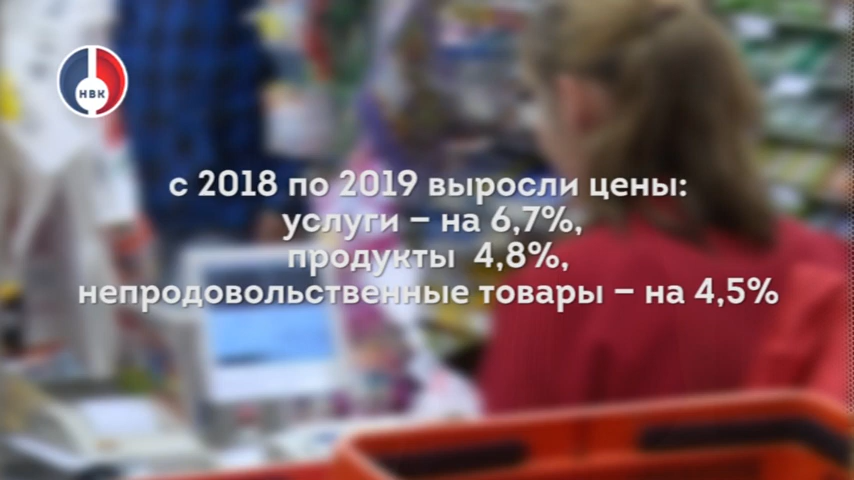 НВК
с 2018 по 2019 выросли цены:
услуги – на 6,7%,
продукты 4,8%,
непродовольственные товары – на 4,5%